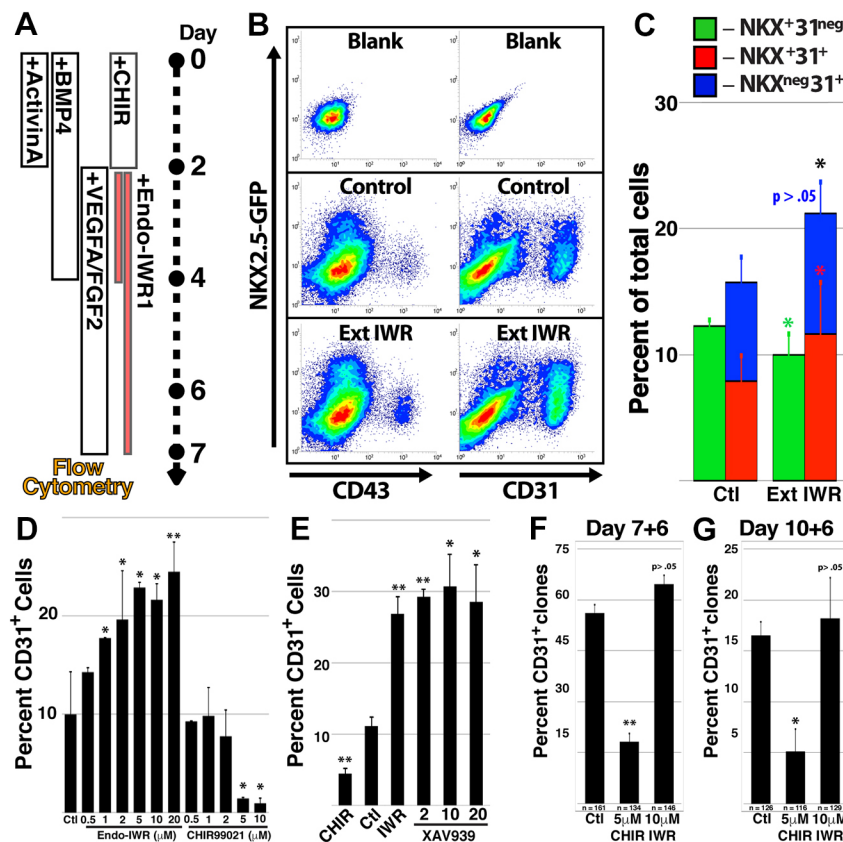 A
Day
+ActivinA
+BMP4
+CHIR
+VEGFA/FGF2
+Endo-IWR1
0
2
4
6
7
Flow
Cytometry
B
NKX2.5-GFP
Blank
Blank
Control
Control
Ext IWR
Ext IWR
CD43
CD31
C
– NKX⁺31ⁿᵉᵍ
– NKX⁺31⁺
– NKXⁿᵉᵍ31⁺
Percent of total cells
30
20
10
*
p > .05
*
*
Ctl
Ext IWR
D
Percent CD31⁺ Cells
20
10
*
*
*
*
**
*
*
Ctl
0.5
1
2
5
10
20
0.5
1
2
5
10
Endo-IWR (μM)
CHIR99021 (μM)
E
Percent CD31⁺ Cells
30
20
10
**
**
**
*
*
CHIR
Ctl
IWR
2
10
20
XAV939
F
Day 7+6
Percent CD31⁺ clones
75
60
45
30
15
**
p> .05
n = 161
n = 134
n = 146
Ctl
5μM
10μM
CHIR IWR
G
Day 10+6
Percent CD31⁺ clones
25
20
15
10
5
*
p> .05
n = 126
n = 116
n = 129
Ctl
5μM
10μM
CHIR IWR